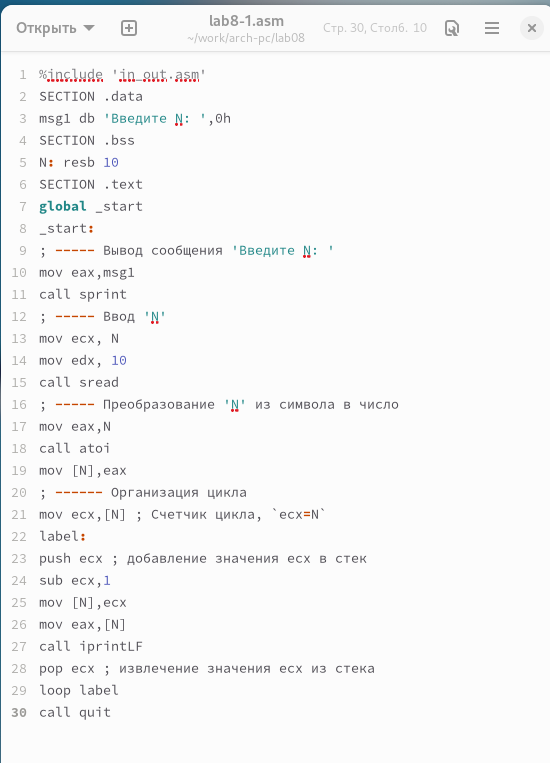 Открыть
lab8-1.asm
~/work/arch-pc/lab08
Стр. 30, Столб. 10
1 %include 'in_out.asm'
2 SECTION .data
3 msg1 db 'Введите N: ',0h
4 SECTION .bss
5 N: resb 10
6 SECTION .text
7 global _start
8 _start:
9 ; ----- Вывод сообщения 'Введите N: '
10 mov eax,msg1
11 call sprint
12 ; ----- Ввод 'N'
13 mov ecx, N
14 mov edx, 10
15 call sread
16 ; ----- Преобразование 'N' из символа в число
17 mov eax,N
18 call atoi
19 mov [N],eax
20 ; ------ Организация цикла
21 mov ecx,[N] ; Счетчик цикла, `ecx=N`
22 label:
23 push ecx ; добавление значения ecx в стек
24 sub ecx,1
25 mov [N],ecx
26 mov eax,[N]
27 call iprintLF
28 pop ecx ; извлечение значения ecx из стека
29 loop label
30 call quit